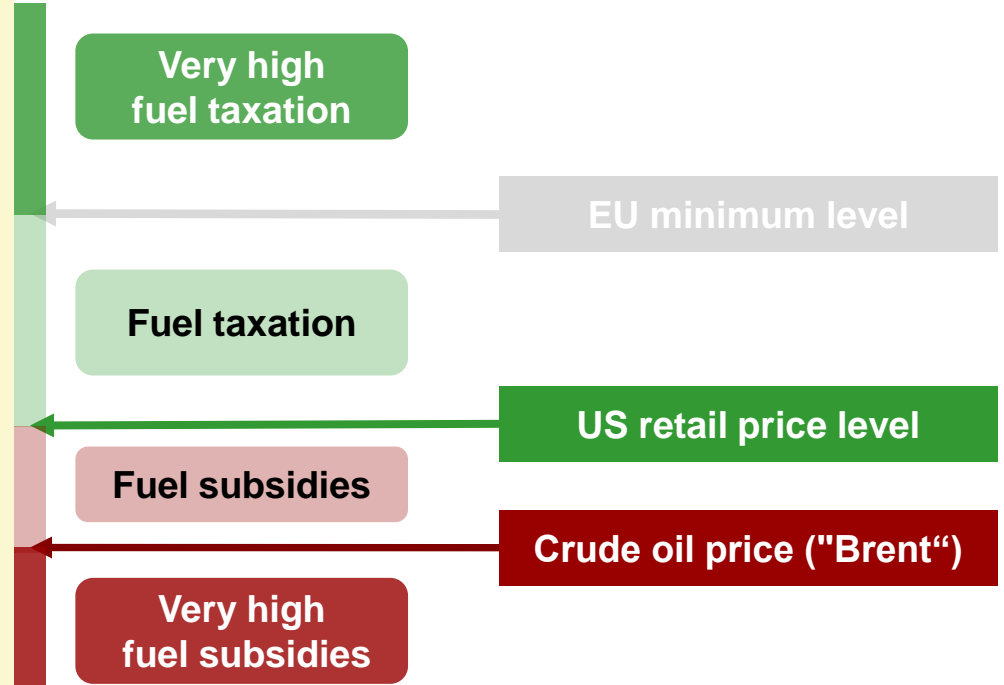 Very high
fuel taxation
EU minimum level
Fuel taxation
US retail price level
Fuel subsidies
Crude oil price ("Brent“)
Very high
fuel subsidies